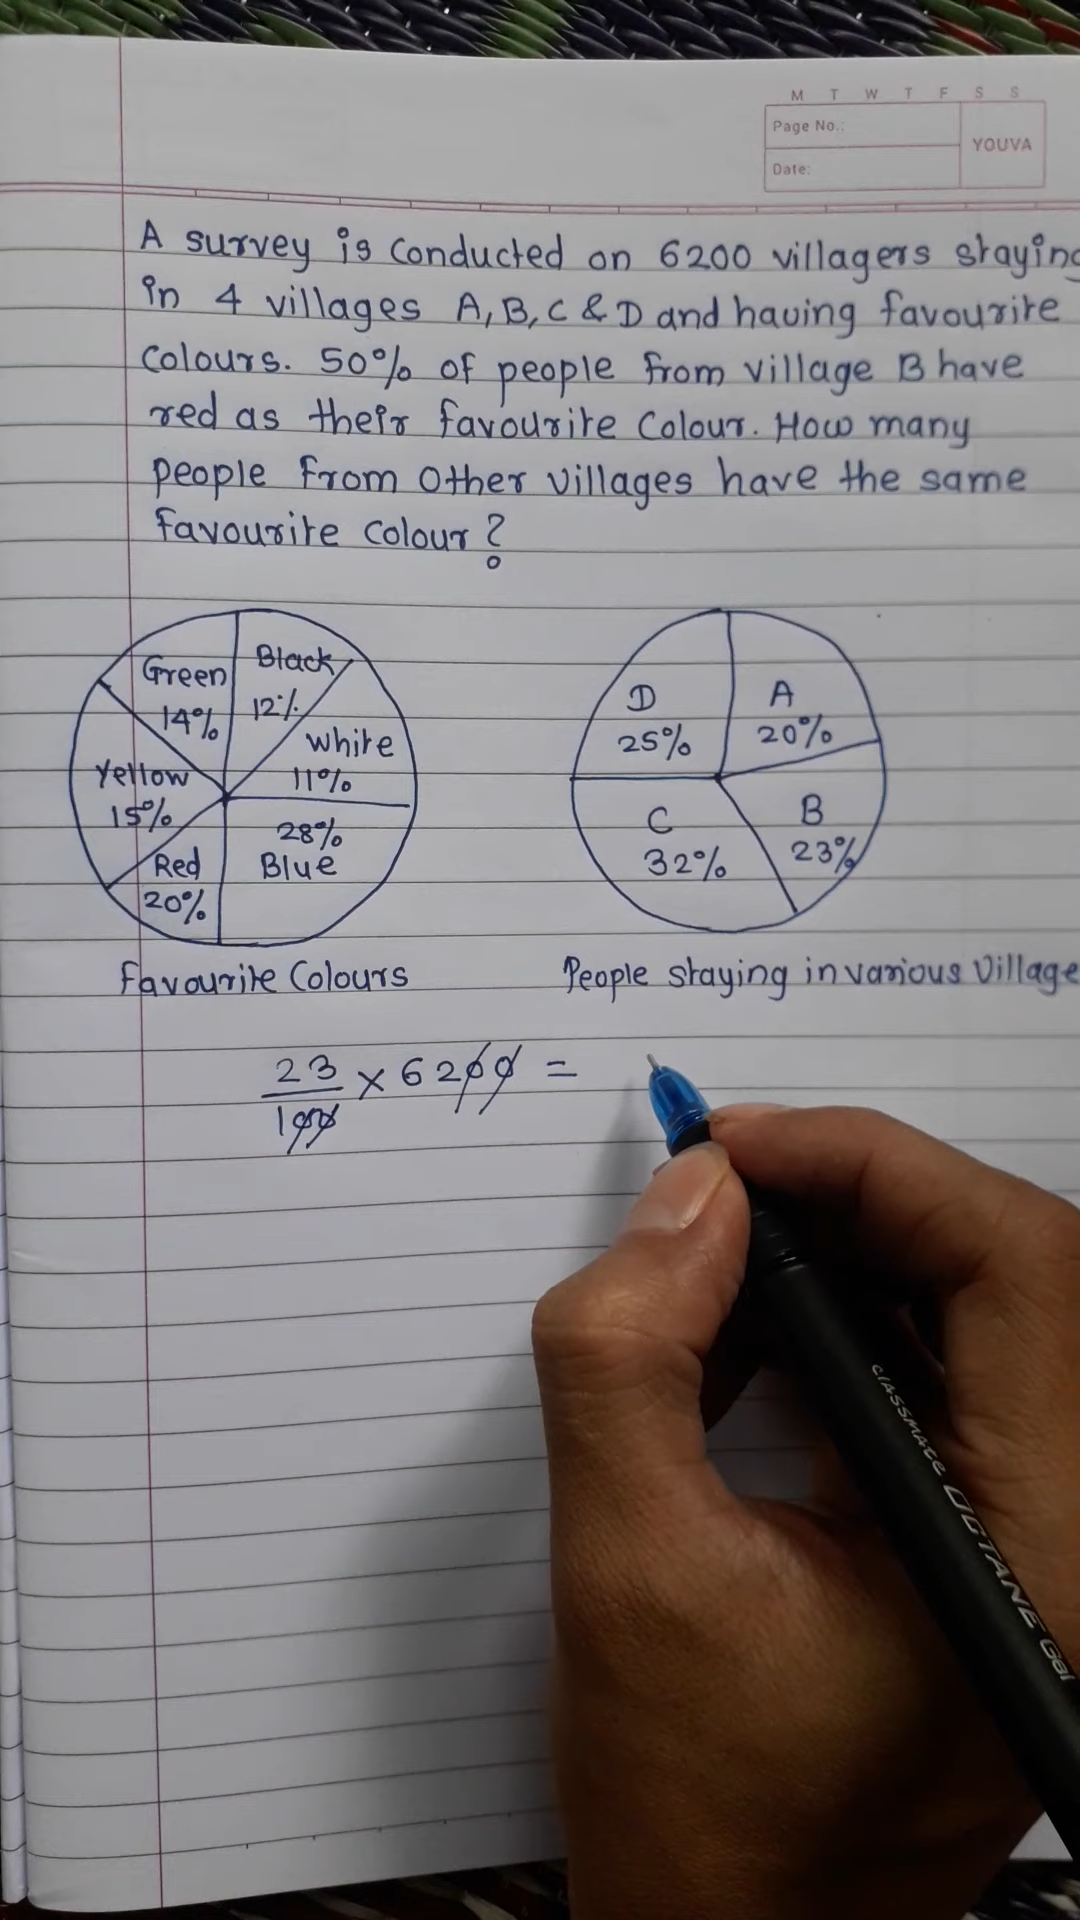 M T W T F S S
Page No.:
YOUVA
Date:
A survey is conducted on 6200 villagers staying
in 4 villages A, B, C & D and having favourite
colours. 50% of people from village B have
red as their favourite colour. How many
people from other villages have the same
favourite colour?
Green
14%
Black
12%
White
11%
Yellow
15%
28%
Blue
Red
20%
D
25%
A
20%
C
32%
B
23%
Favourite Colours
People staying in various Village
23/100 × 6200 =
classmate OCTANE Gel